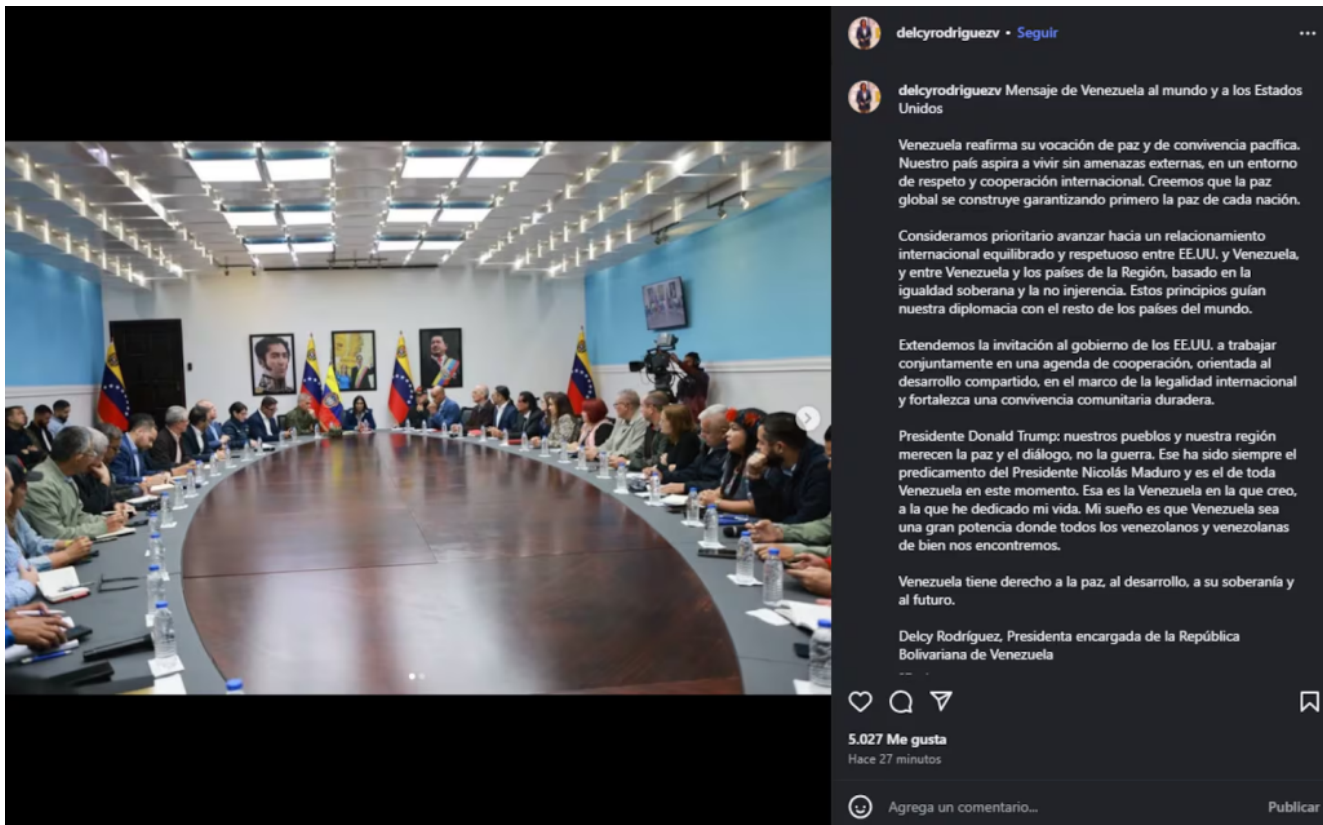 delcyrodriguezv • Seguir
delcyrodriguezv Mensaje de Venezuela al mundo y a los Estados
Unidos
Venezuela reafirma su vocación de paz y de convivencia pacífica.
Nuestro país aspira a vivir sin amenazas externas, en un entorno
de respeto y cooperación internacional. Creemos que la paz
global se construye garantizando primero la paz de cada nación.
Consideramos prioritario avanzar hacia un relacionamiento
internacional equilibrado y respetuoso entre EE.UU. y Venezuela,
y entre Venezuela y los países de la Región, basado en la
igualdad soberana y la no injerencia. Estos principios guían
nuestra diplomacia con el resto de los países del mundo.
Extendemos la invitación al gobierno de los EE.UU. a trabajar
conjuntamente en una agenda de cooperación, orientada al
desarrollo compartido, en el marco de la legalidad internacional
y fortalezca una convivencia comunitaria duradera.
Presidente Donald Trump: nuestros pueblos y nuestra región
merecen la paz y el diálogo, no la guerra. Ese ha sido siempre el
predicamento del Presidente Nicolás Maduro y es el de toda
Venezuela en este momento. Esa es la Venezuela en la que creo,
a la que he dedicado mi vida. Mi sueño es que Venezuela sea
una gran potencia donde todos los venezolanos y venezolanas
de bien nos encontremos.
Venezuela tiene derecho a la paz, al desarrollo, a su soberanía y
al futuro.
Delcy Rodríguez, Presidenta encargada de la República
Bolivariana de Venezuela
5.027 Me gusta
Hace 27 minutos
Agrega un comentario...
Publicar